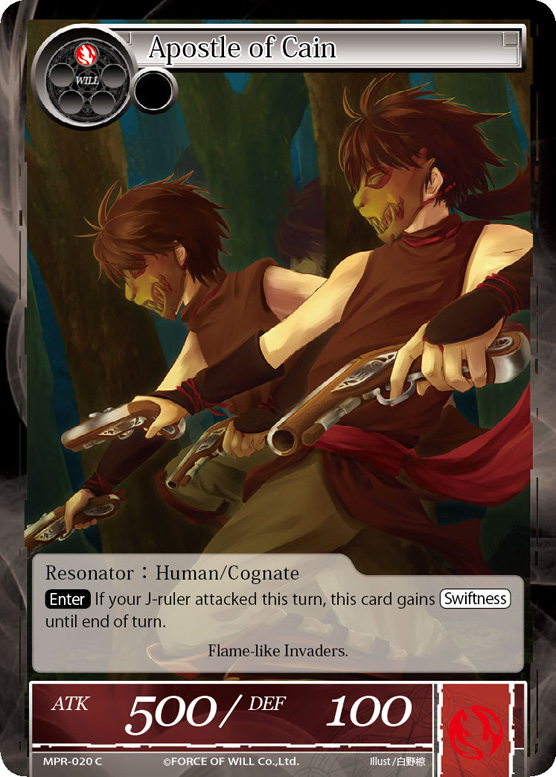 Apostle of Cain
WILL
Resonator : Human/Cognate
Enter If your J-ruler attacked this turn, this card gains Swiftness
until end of turn.
Flame-like Invaders.
ATK 500/ DEF 100
MPR-020 C ©FORCE OF WILL Co.,Ltd. Illust/白野椋